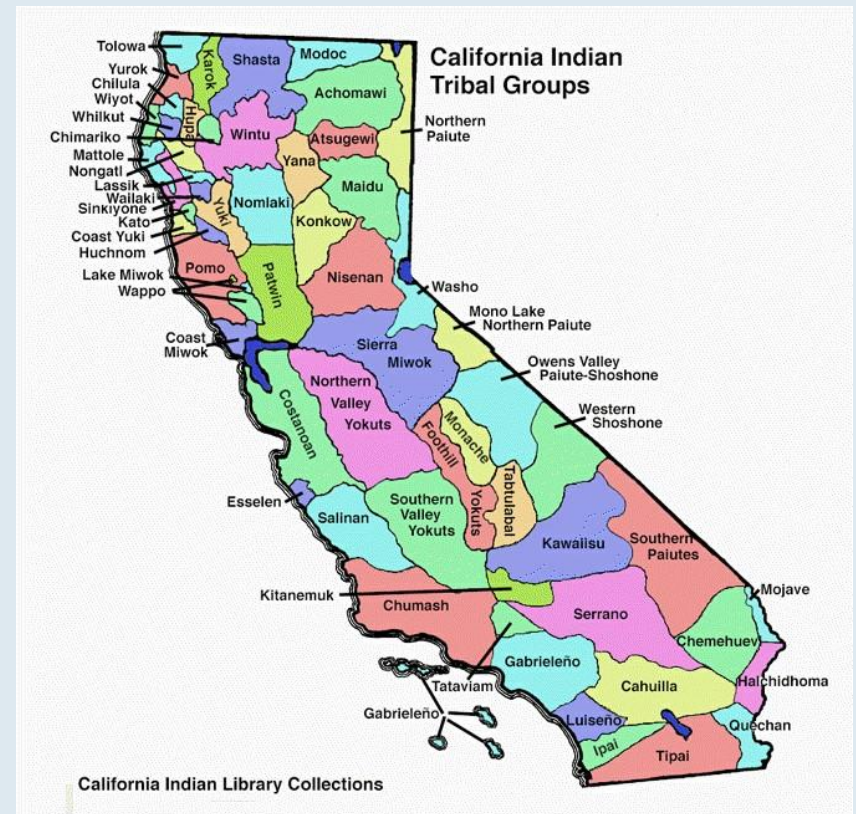 California Indian
Tribal Groups
Tolowa
Yurok
Chilula
Wiyot
Whilkut
Chimariko
Mattole
Nongatl
Lassik
Wailaki
Sinkiyone
Kato
Coast Yuki
Huchnom
Lake Miwok
Wappo
Coast
Miwok
Karok
Shasta
Modoc
Achomawi
Hupa
Wintu
Atsugewi
Yana
Northern
Paiute
Maidu
Yuki
Nomlaki
Konkow
Pomo
Patwin
Nisenan
Washo
Mono Lake
Northern Paiute
Sierra
Miwok
Owens Valley
Paiute-Shoshone
Western
Shoshone
Costanoan
Northern
Valley
Yokuts
Foothill
Yokuts
Monache
Tabtulabal
Esselen
Salinan
Southern
Valley
Yokuts
Kawaiisu
Southern
Paiutes
Kitanemuk
Chumash
Serrano
Mojave
Chemehuevi
Gabrieleño
Tataviam
Cahuilla
Halchidhoma
Gabrieleño
Luiseño
Quechan
Ipai
Tipai
California Indian Library Collections